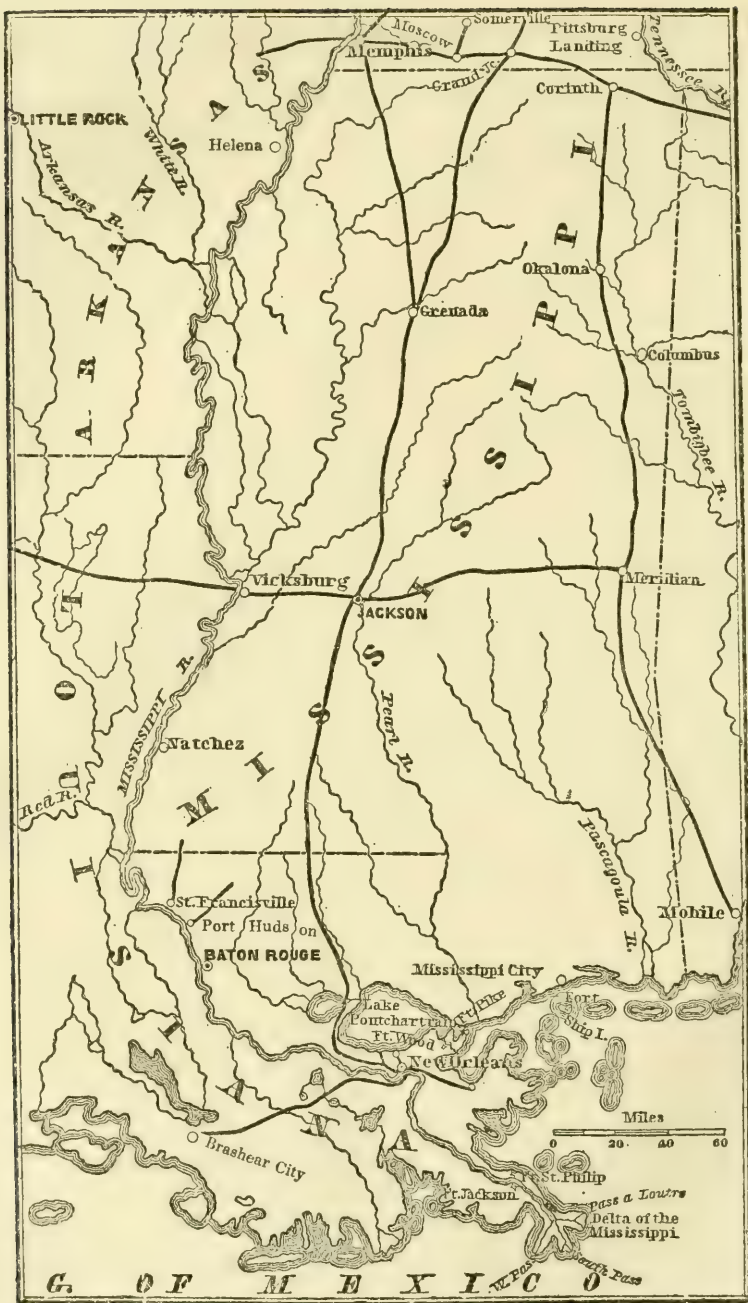 Somerville
Moscow
Memphis
Pittsburg
Landing
Tennessee R.
Grand Jc.
Corinth
LITTLE ROCK
White R.
Helena
Arkansas R.
ARKANSAS
Okalona
Grenada
Columbus
Tombigbee R.
MISSISSIPPI
Vicksburg
JACKSON
Meridian
MISSISSIPPI R.
Pearl R.
Natchez
Red R.
LOUISIANA
Pascagoula R.
St. Francisville
Port Hudson
BATON ROUGE
Mobile
Mississippi City
Lake
Pontchartrain
Ft. Pike
Fort
Ship I.
Ft. Wood
New Orleans
Miles
0 20 40 60
Brashear City
Ft. St. Philip
Ft. Jackson
Pass a Loutre
Delta of the
Mississippi
W. Pass
South Pass
G. OF MEXICO